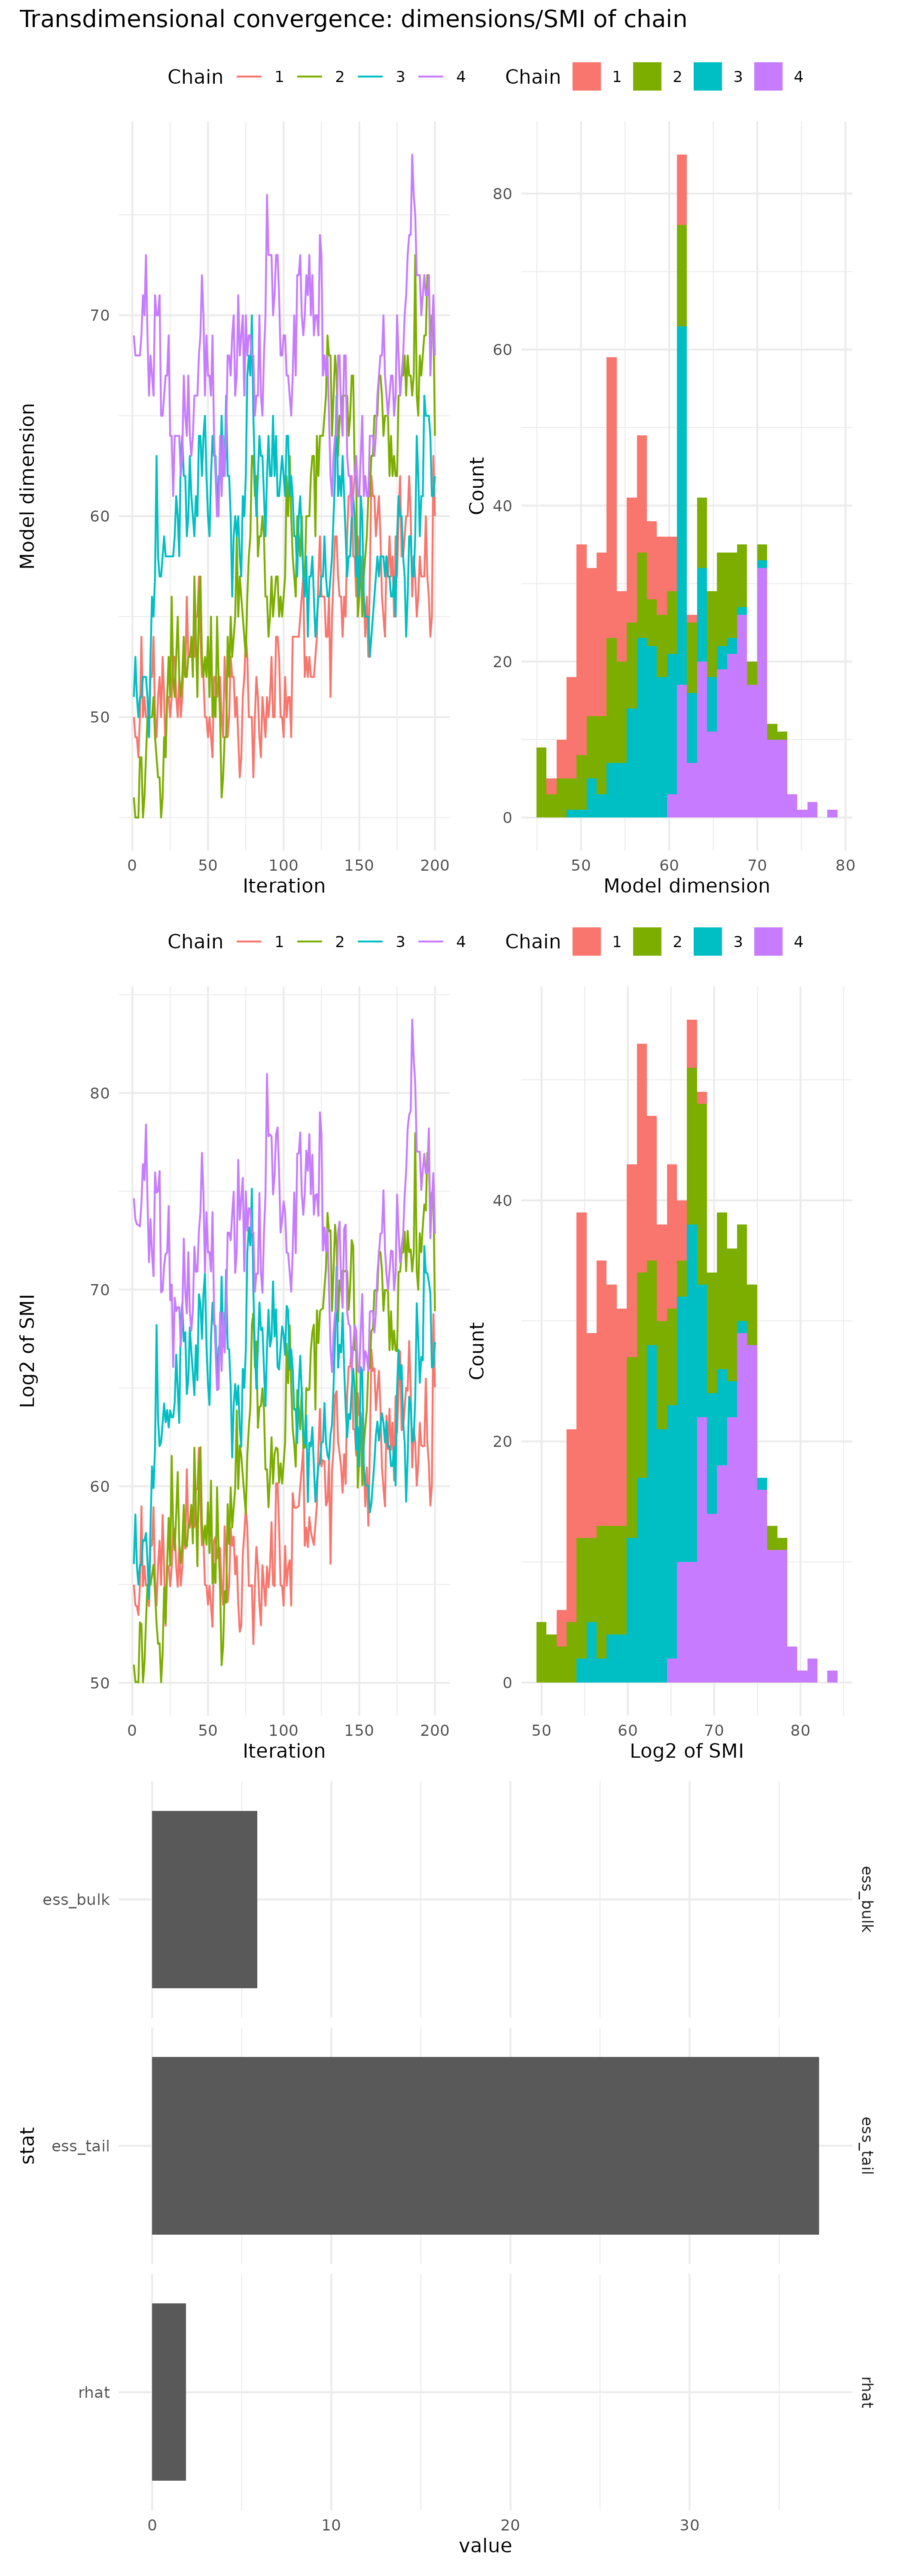 Transdimensional convergence: dimensions/SMI of chain
Chain 1 2 3 4
Chain 1 2 3 4
Model dimension
70
60
50
0 50 100 150 200
Iteration
Count
80
60
40
20
0
50 60 70 80
Model dimension
Chain 1 2 3 4
Chain 1 2 3 4
Log2 of SMI
80
70
60
50
0 50 100 150 200
Iteration
Count
40
20
0
50 60 70 80
Log2 of SMI
stat
ess_bulk
ess_bulk
ess_tail
ess_tail
rhat
rhat
0 10 20 30
value